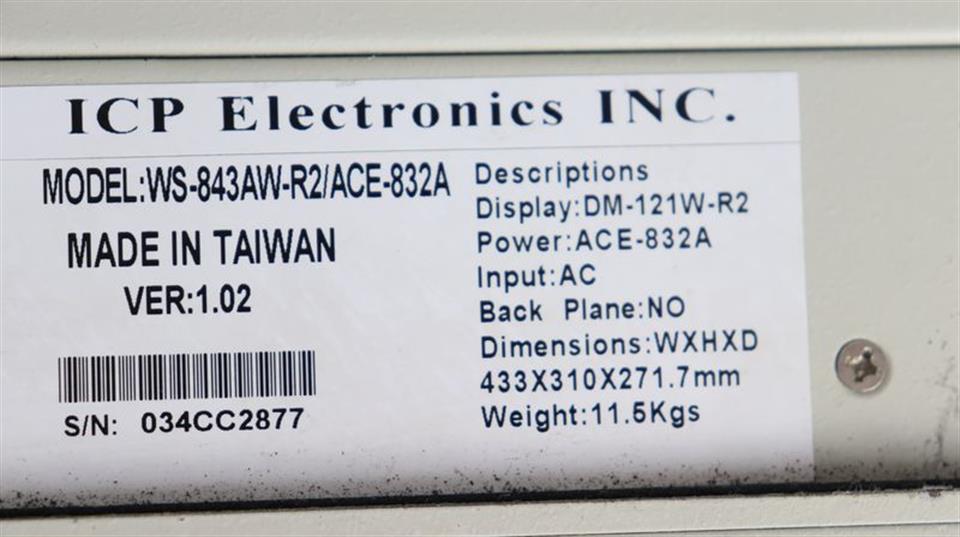 ICP Electronics INC.
MODEL:WS-843AW-R2/ACE-832A
MADE IN TAIWAN
VER:1.02
S/N: 034CC2877
Descriptions
Display:DM-121W-R2
Power:ACE-832A
Input:AC
Back Plane:NO
Dimensions:WXHXD
433X310X271.7mm
Weight:11.5Kgs